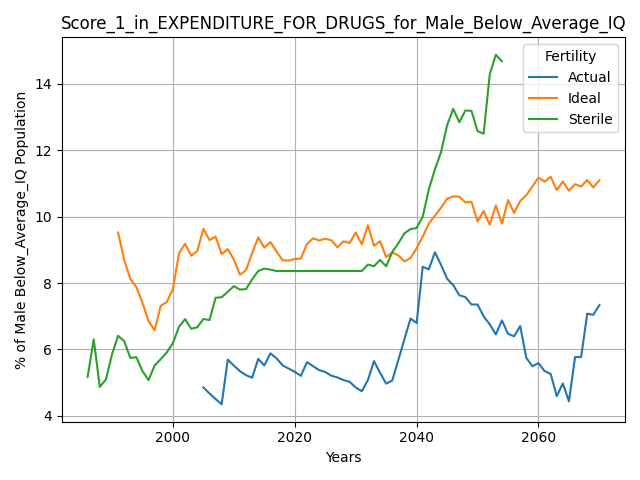 Score_1_in_EXPENDITURE_FOR_DRUGS_for_Male_Below_Average_IQ
% of Male Below_Average_IQ Population
14
12
10
8
6
4
Fertility
Actual
Ideal
Sterile
2000
2020
2040
2060
Years